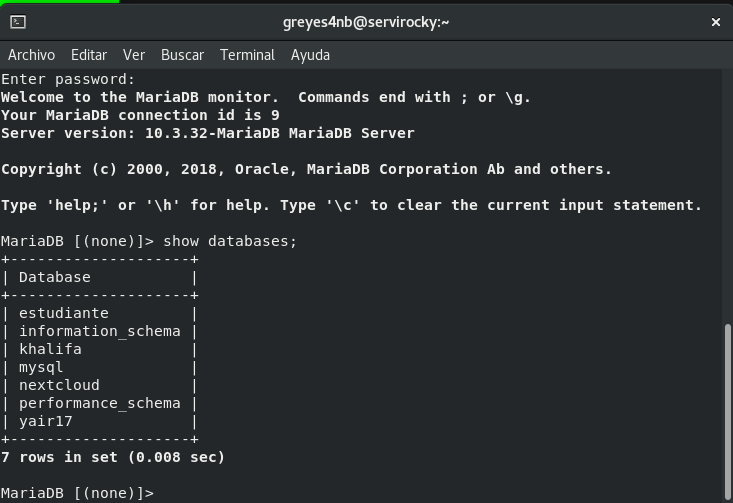 greyes4nb@servirocky:~
Archivo Editar Ver Buscar Terminal Ayuda
Enter password:
Welcome to the MariaDB monitor.  Commands end with ; or \g.
Your MariaDB connection id is 9
Server version: 10.3.32-MariaDB MariaDB Server

Copyright (c) 2000, 2018, Oracle, MariaDB Corporation Ab and others.

Type 'help;' or '\h' for help. Type '\c' to clear the current input statement.

MariaDB [(none)]> show databases;
+--------------------+
| Database           |
+--------------------+
| estudiante         |
| information_schema |
| khalifa            |
| mysql              |
| nextcloud          |
| performance_schema |
| yair17             |
+--------------------+
7 rows in set (0.008 sec)

MariaDB [(none)]>